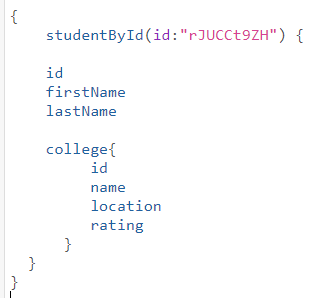 {
studentById(id:"rJUCCt9ZH") {
id
firstName
lastName
college{
id
name
location
rating
}
}
}